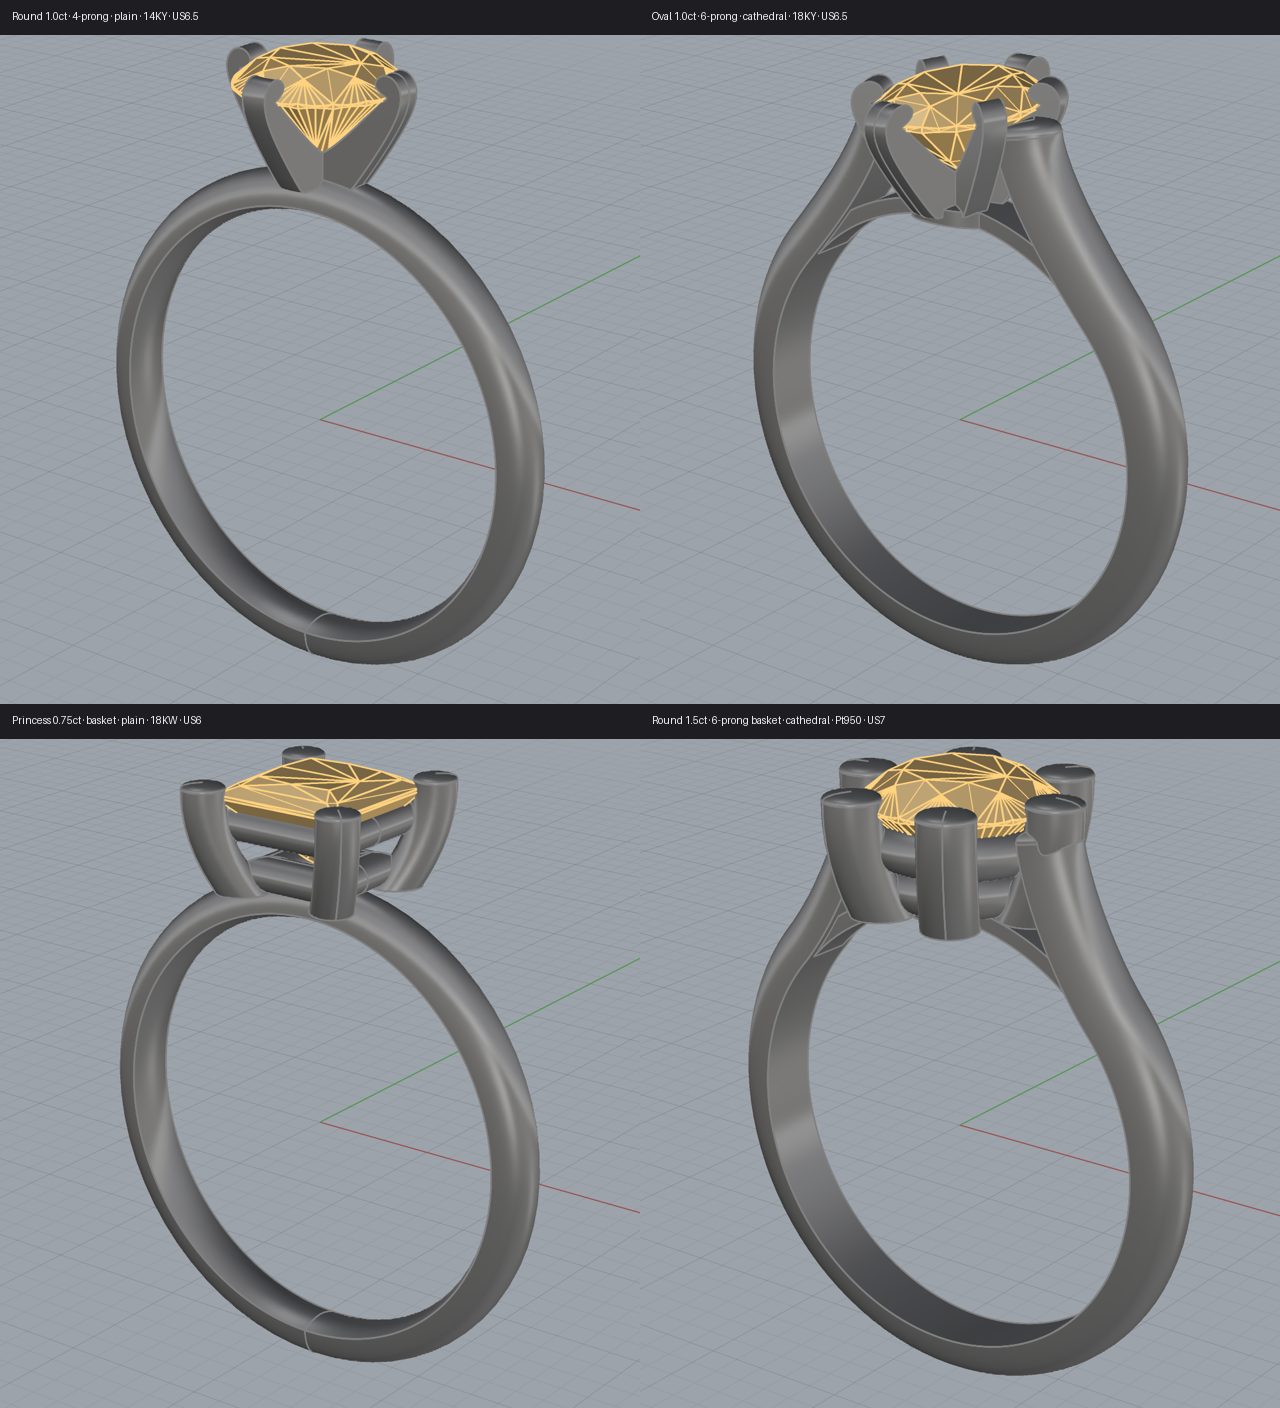 Round 1.0ct · 4-prong · plain · 14KY · US6.5
Oval 1.0ct · 6-prong · cathedral · 18KY · US6.5
Princess 0.75ct · basket · plain · 18KW · US6
Round 1.5ct · 6-prong basket · cathedral · Pt950 · US7